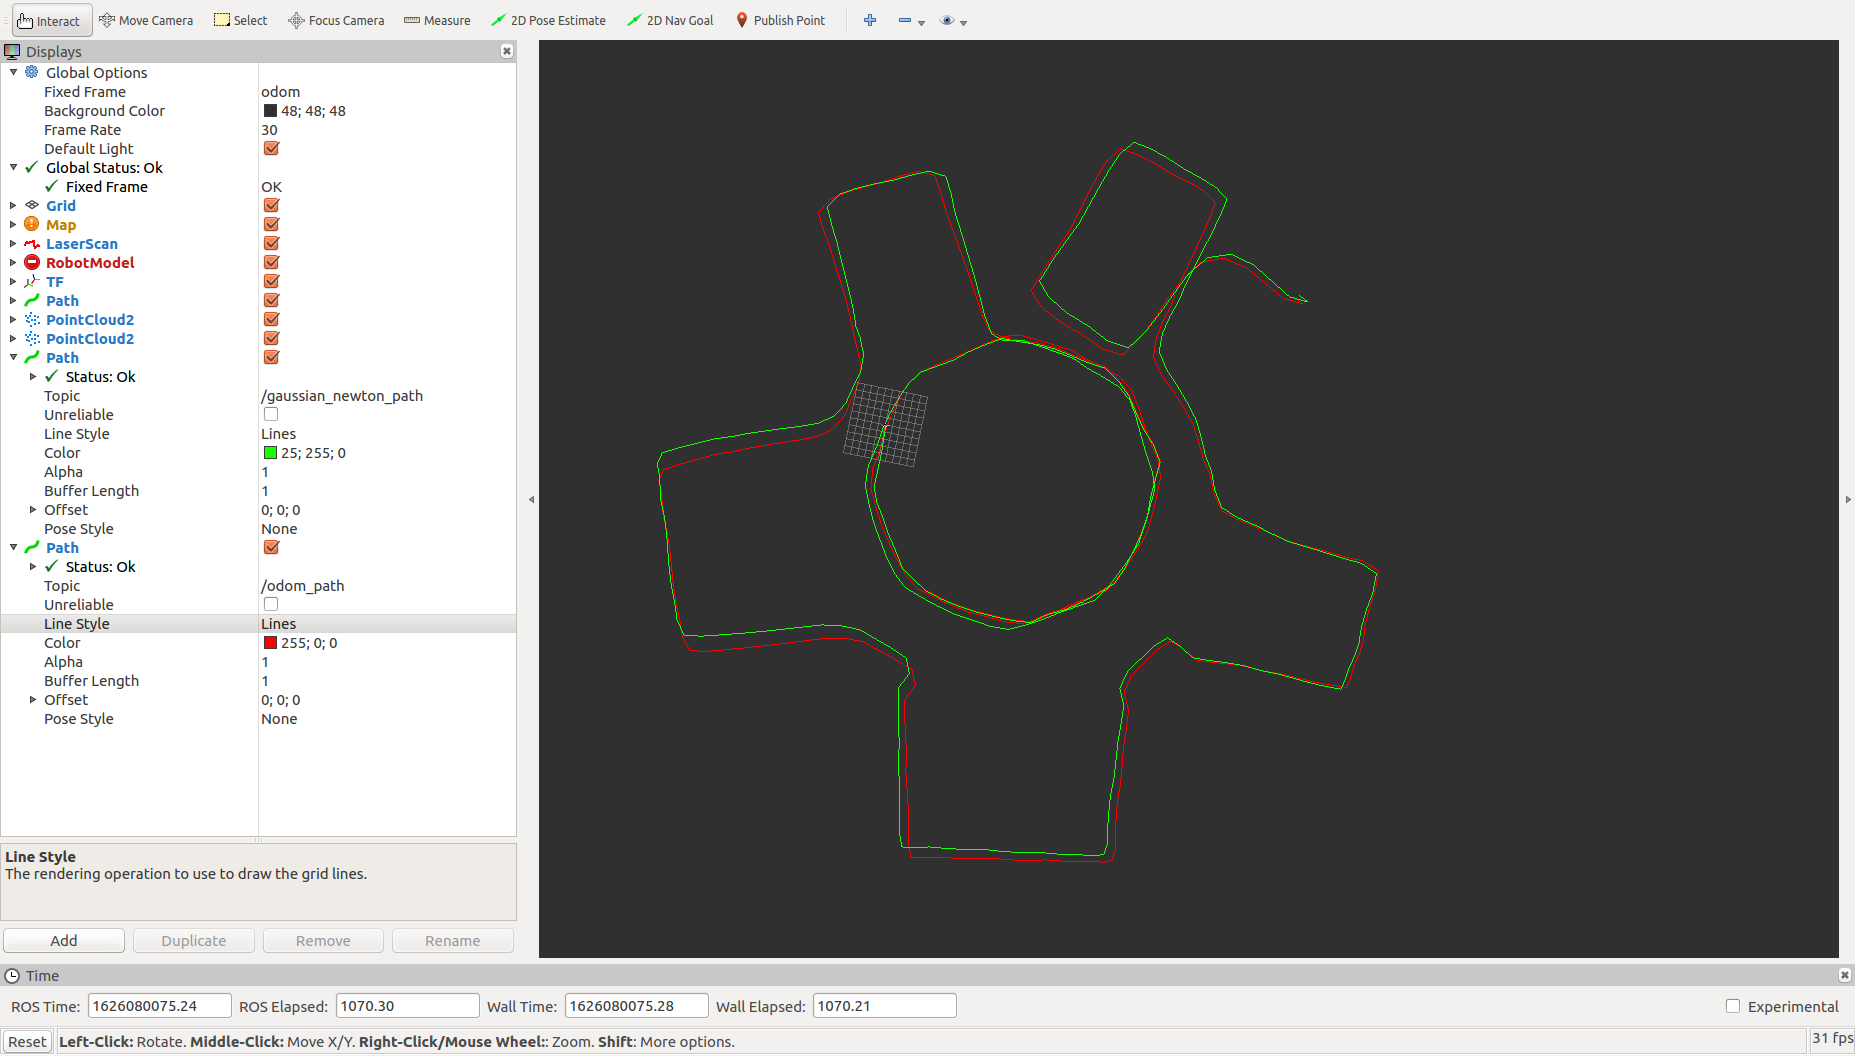 Interact Move Camera Select Focus Camera Measure 2D Pose Estimate 2D Nav Goal Publish Point
Displays
Global Options
Fixed Frame odom
Background Color 48; 48; 48
Frame Rate 30
Default Light
Global Status: Ok
Fixed Frame OK
Grid
Map
LaserScan
RobotModel
TF
Path
PointCloud2
PointCloud2
Path
Status: Ok
Topic /gaussian_newton_path
Unreliable
Line Style Lines
Color 25; 255; 0
Alpha 1
Buffer Length 1
Offset 0; 0; 0
Pose Style None
Path
Status: Ok
Topic /odom_path
Unreliable
Line Style Lines
Color 255; 0; 0
Alpha 1
Buffer Length 1
Offset 0; 0; 0
Pose Style None
Line Style
The rendering operation to use to draw the grid lines.
Add Duplicate Remove Rename
Time
ROS Time: 1626080075.24 ROS Elapsed: 1070.30 Wall Time: 1626080075.28 Wall Elapsed: 1070.21 Experimental
Reset Left-Click: Rotate. Middle-Click: Move X/Y. Right-Click/Mouse Wheel:: Zoom. Shift: More options. 31 fps